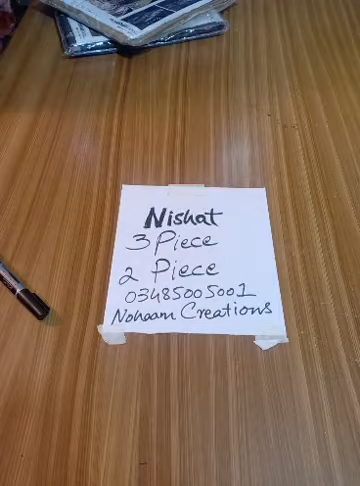 Nishat
3 Piece
2 Piece
03485005001
Nohaam Creations